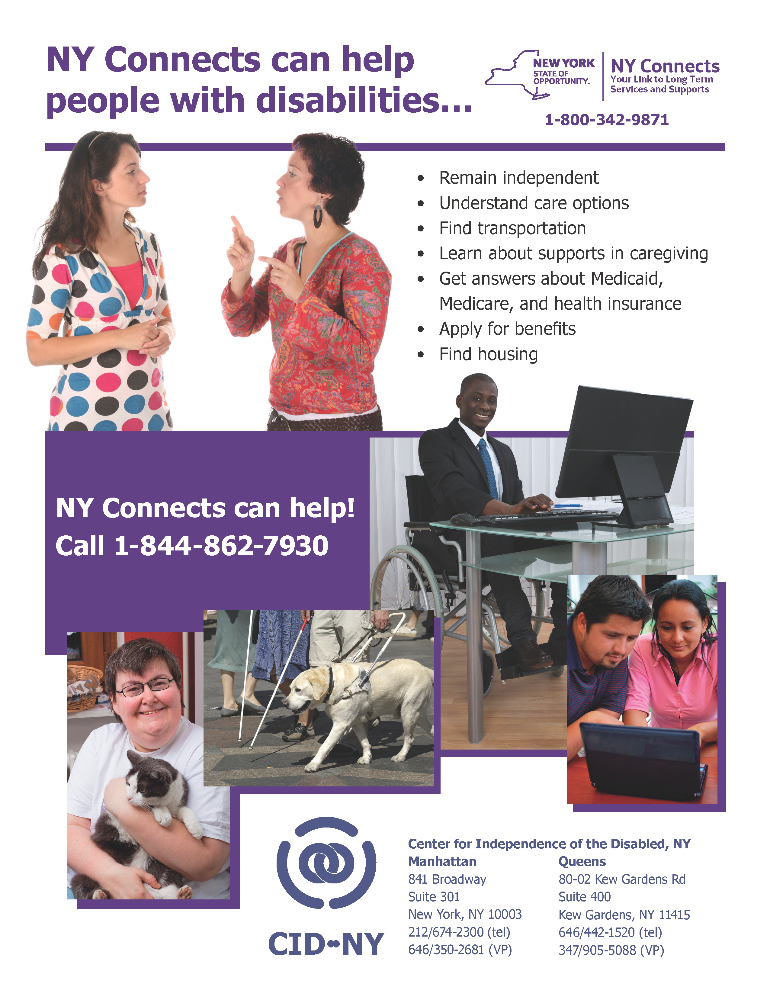 NY Connects can help
people with disabilities...
NEW YORK
STATE OF
OPPORTUNITY.
NY Connects
Your Link to Long Term
Services and Supports
1-800-342-9871
• Remain independent
• Understand care options
• Find transportation
• Learn about supports in caregiving
• Get answers about Medicaid,
Medicare, and health insurance
• Apply for benefits
• Find housing
NY Connects can help!
Call 1-844-862-7930
CID••NY
Center for Independence of the Disabled, NY
Manhattan
841 Broadway
Suite 301
New York, NY 10003
212/674-2300 (tel)
646/350-2681 (VP)
Queens
80-02 Kew Gardens Rd
Suite 400
Kew Gardens, NY 11415
646/442-1520 (tel)
347/905-5088 (VP)